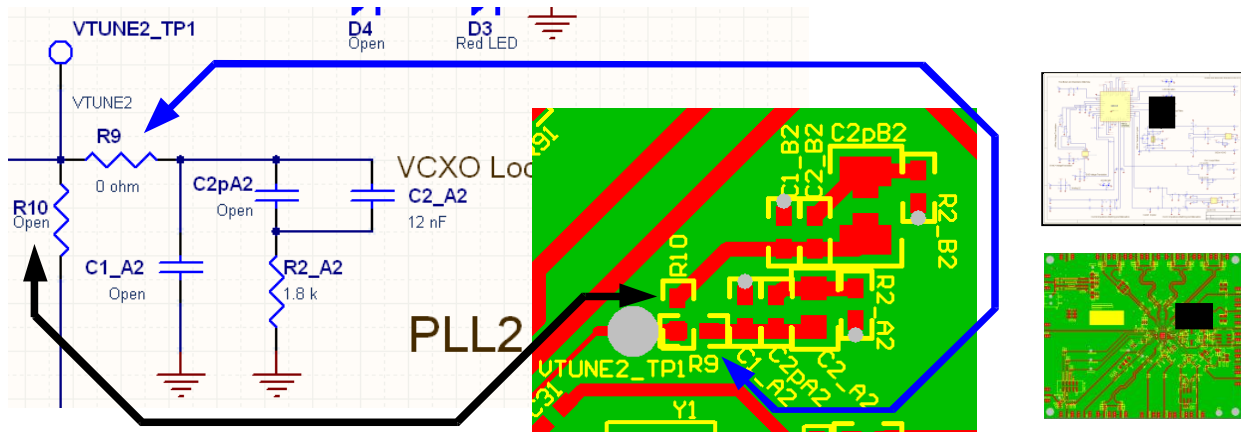 VTUNE2_TP1
D4
Open
D3
Red LED
VTUNE2
R9
0 ohm
R10
Open
C2pA2
Open
VCXO Loo
C2_A2
12 nF
C1_A2
Open
R2_A2
1.8 k
PLL2
R91
C1_B2
C2_B2
C2pB2
R2_B2
R10
R2_A2
VTUNE2_TP1
R9
C1_A2
C2pA2
C2_A2
C31
Y1